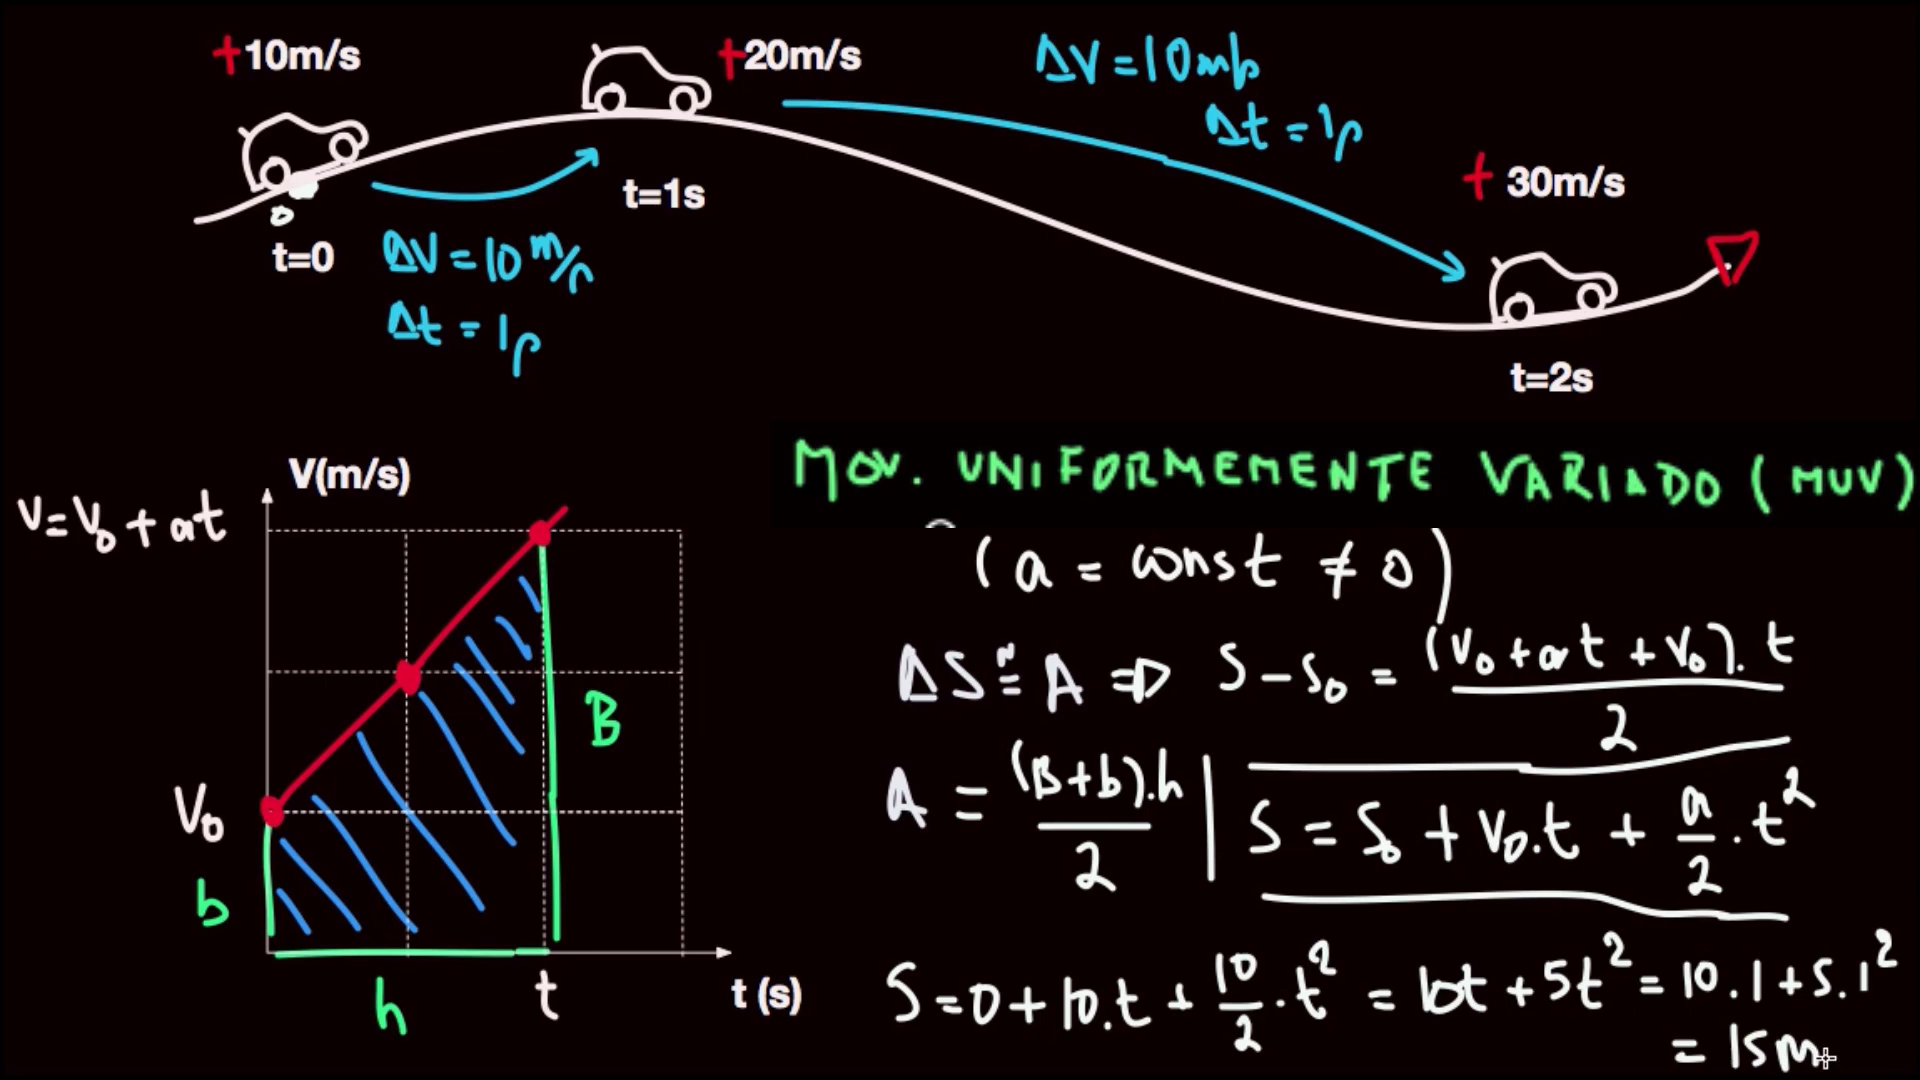 +10m/s
+20m/s
ΔV = 10m/s
Δt = 1s
+ 30m/s
t=1s
0
t=0
ΔV = 10 m/s
Δt = 1s
t=2s
MOV. UNIFORMEMENTE VARIADO (MUV)
V(m/s)
V = V₀ + at
(a = const ≠ 0)
ΔS ≅ᴺ A ⇒ S - S₀ = (V₀ + at + V₀). t / 2
B
A = (B+b).h / 2 | S = S₀ + V₀.t + a/2 . t²
V₀
b
h
t
t (s)
S = 0 + 10.t + 10/2 . t² = 10t + 5t² = 10.1 + 5.1²
= 15m